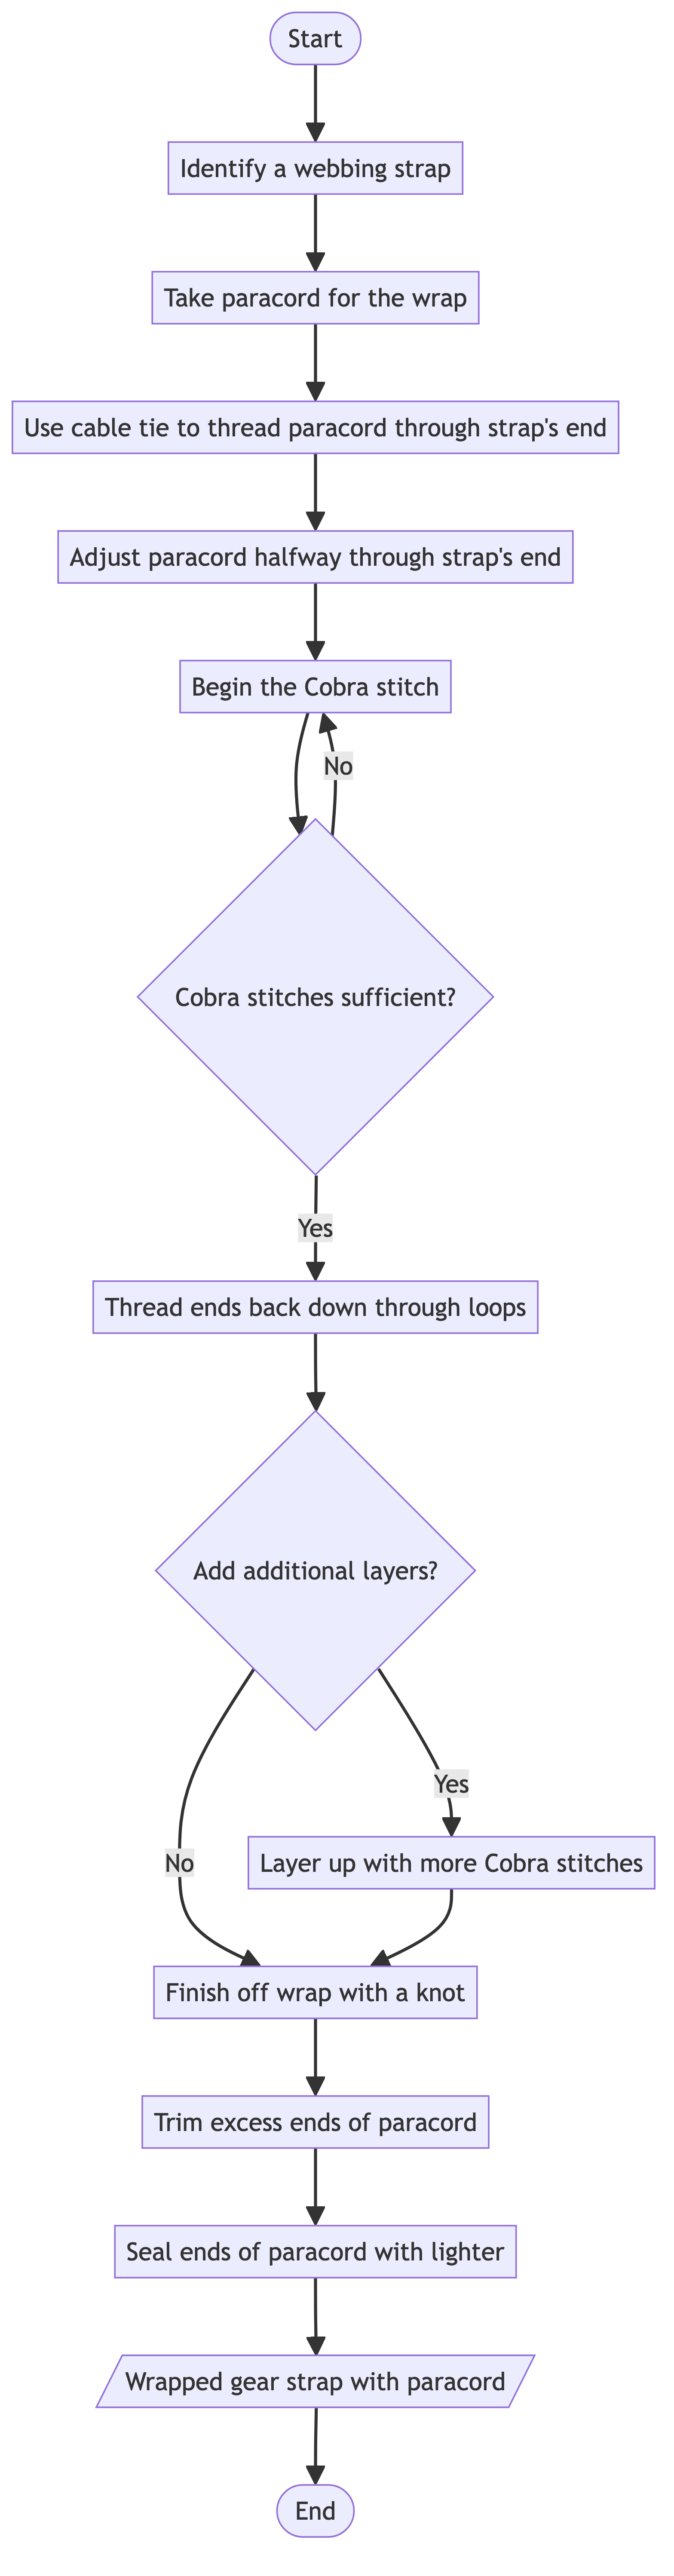 Start
Identify a webbing strap
Take paracord for the wrap
Use cable tie to thread paracord through strap's end
Adjust paracord halfway through strap's end
Begin the Cobra stitch
No
Cobra stitches sufficient?
Yes
Thread ends back down through loops
Add additional layers?
Yes
No
Layer up with more Cobra stitches
Finish off wrap with a knot
Trim excess ends of paracord
Seal ends of paracord with lighter
Wrapped gear strap with paracord
End